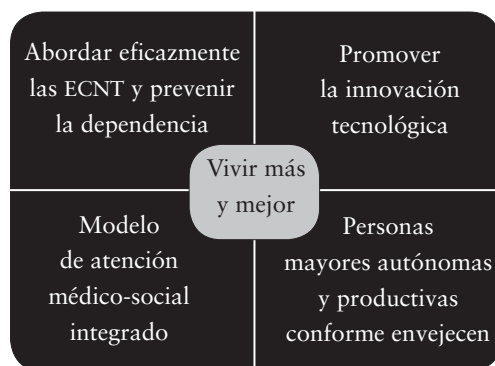 Abordar eficazmente
las ECNT y prevenir
la dependencia
Promover
la innovación
tecnológica
Vivir más
y mejor
Modelo
de atención
médico-social
integrado
Personas
mayores autónomas
y productivas
conforme envejecen